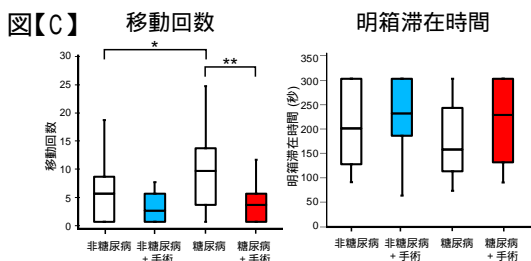 図【C】
移動回数
明箱滞在時間
移動回数
30
25
20
15
10
5
0
*
**
非糖尿病
非糖尿病
+ 手術
糖尿病
糖尿病
+ 手術
明箱滞在時間 (秒)
350
300
250
200
150
100
50
0
非糖尿病
非糖尿病
+ 手術
糖尿病
糖尿病
+ 手術